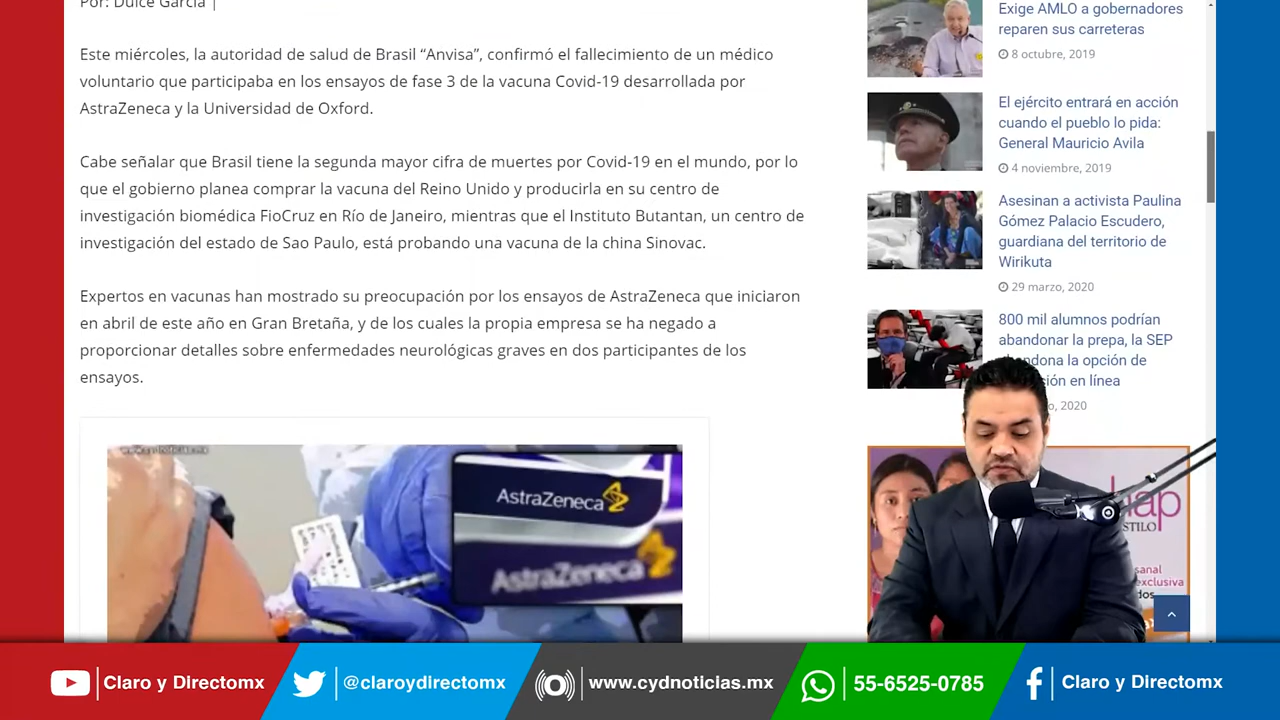 Por: Dulce García |
Este miércoles, la autoridad de salud de Brasil “Anvisa”, confirmó el fallecimiento de un médico
voluntario que participaba en los ensayos de fase 3 de la vacuna Covid-19 desarrollada por
AstraZeneca y la Universidad de Oxford.
Cabe señalar que Brasil tiene la segunda mayor cifra de muertes por Covid-19 en el mundo, por lo
que el gobierno planea comprar la vacuna del Reino Unido y producirla en su centro de
investigación biomédica FioCruz en Río de Janeiro, mientras que el Instituto Butantan, un centro de
investigación del estado de Sao Paulo, está probando una vacuna de la china Sinovac.
Expertos en vacunas han mostrado su preocupación por los ensayos de AstraZeneca que iniciaron
en abril de este año en Gran Bretaña, y de los cuales la propia empresa se ha negado a
proporcionar detalles sobre enfermedades neurológicas graves en dos participantes de los
ensayos.
AstraZeneca
AstraZeneca
Exige AMLO a gobernadores
reparen sus carreteras
8 octubre, 2019
El ejército entrará en acción
cuando el pueblo lo pida:
General Mauricio Avila
4 noviembre, 2019
Asesinan a activista Paulina
Gómez Palacio Escudero,
guardiana del territorio de
Wirikuta
29 marzo, 2020
800 mil alumnos podrían
abandonar la prepa, la SEP
abandona la opción de
en línea
2020
Claro y Directomx
@claroydirectomx
www.cydnoticias.mx
55-6525-0785
Claro y Directomx